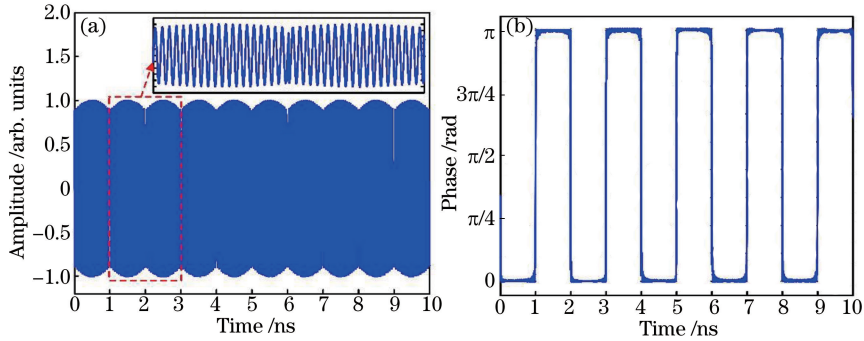 (a)
2.0
1.5
1.0
0.5
0
−0.5
−1.0
Amplitude /arb. units
0 1 2 3 4 5 6 7 8 9 10
Time /ns
(b)
π
3π/4
π/2
π/4
0
Phase /rad
0 1 2 3 4 5 6 7 8 9 10
Time /ns